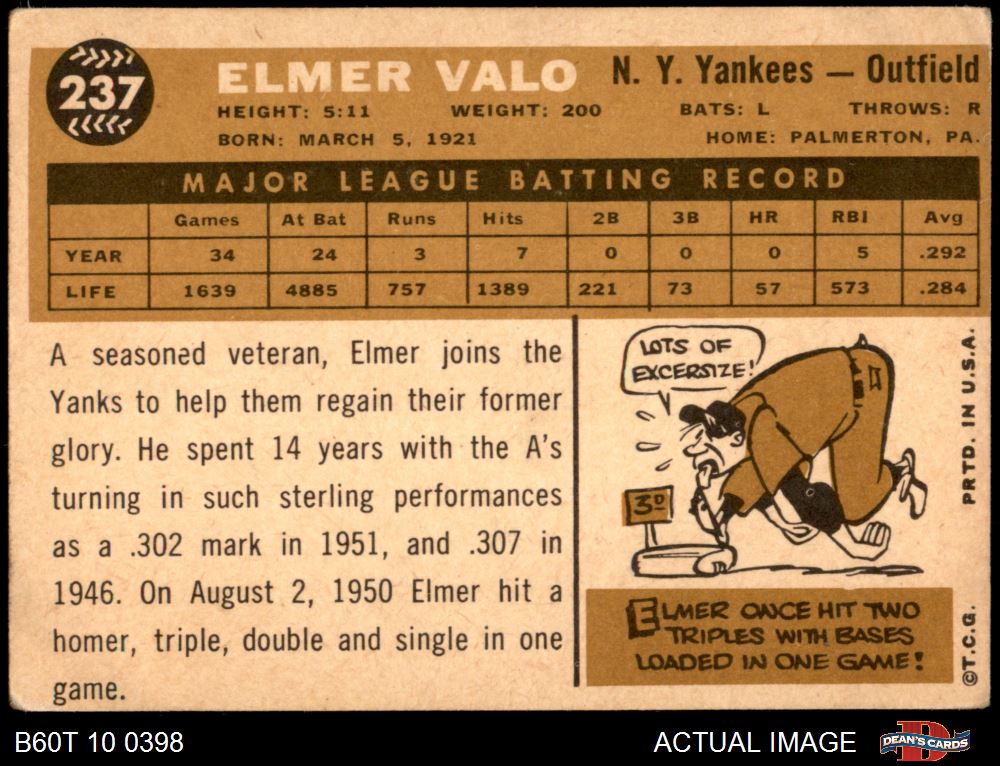 237
ELMER VALO N. Y. Yankees — Outfield
HEIGHT: 5:11 WEIGHT: 200 BATS: L THROWS: R
BORN: MARCH 5, 1921 HOME: PALMERTON, PA.
MAJOR LEAGUE BATTING RECORD
Games At Bat Runs Hits 2B 3B HR RBI Avg
YEAR 34 24 3 7 0 0 0 5 .292
LIFE 1639 4885 757 1389 221 73 57 573 .284
A seasoned veteran, Elmer joins the
Yanks to help them regain their former
glory. He spent 14 years with the A's
turning in such sterling performances
as a .302 mark in 1951, and .307 in
1946. On August 2, 1950 Elmer hit a
homer, triple, double and single in one
game.
LOTS OF
EXCERSIZE!
3D
ELMER ONCE HIT TWO
TRIPLES WITH BASES
LOADED IN ONE GAME!
PRTD. IN U.S.A.
©T.C.G.
B60T 10 0398 ACTUAL IMAGE
D
DEAN'S CARDS